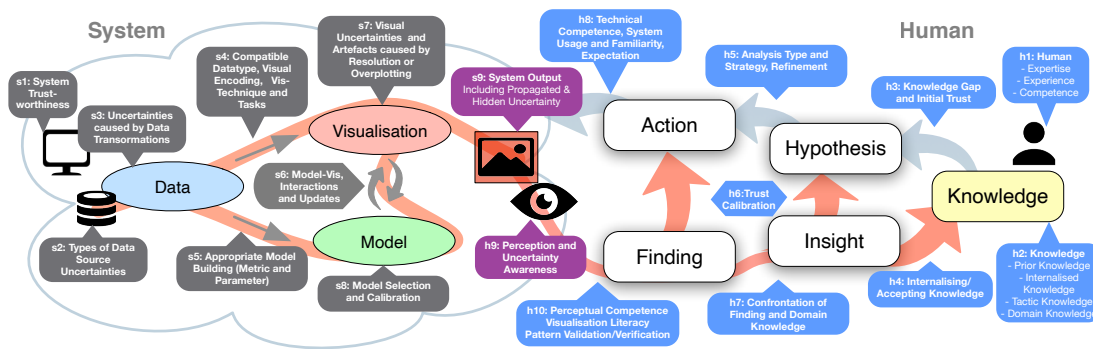 System
Human
s1: System
Trust-
worthiness
s3: Uncertainties
caused by Data
Transormations
s4: Compatible
Datatype, Visual
Encoding, Vis-
Technique and
Tasks
s7: Visual
Uncertainties and
Artefacts caused by
Resolution or
Overplotting
s9: System Output
Including Propagated &
Hidden Uncertainty
h8: Technical
Competence, System
Usage and Familiarity,
Expectation
h5: Analysis Type and
Strategy, Refinement
h3: Knowledge Gap
and Initial Trust
h1: Human
- Expertise
- Experience
- Competence
Visualisation
Action
Hypothesis
Data
s6: Model-Vis,
Interactions
and Updates
h6:Trust
Calibration
Knowledge
Model
Finding
Insight
s2: Types of Data
Source
Uncertainties
s5: Appropriate Model
Building (Metric and
Parameter)
s8: Model Selection
and Calibration
h9: Perception and
Uncertainty
Awareness
h10: Perceptual Competence
Visualisation Literacy
Pattern Validation/Verification
h7: Confrontation of
Finding and Domain
Knowledge
h4: Internalising/
Accepting Knowledge
h2: Knowledge
- Prior Knowledge
- Internalised
Knowledge
- Tactic Knowledge
- Domain Knowledge